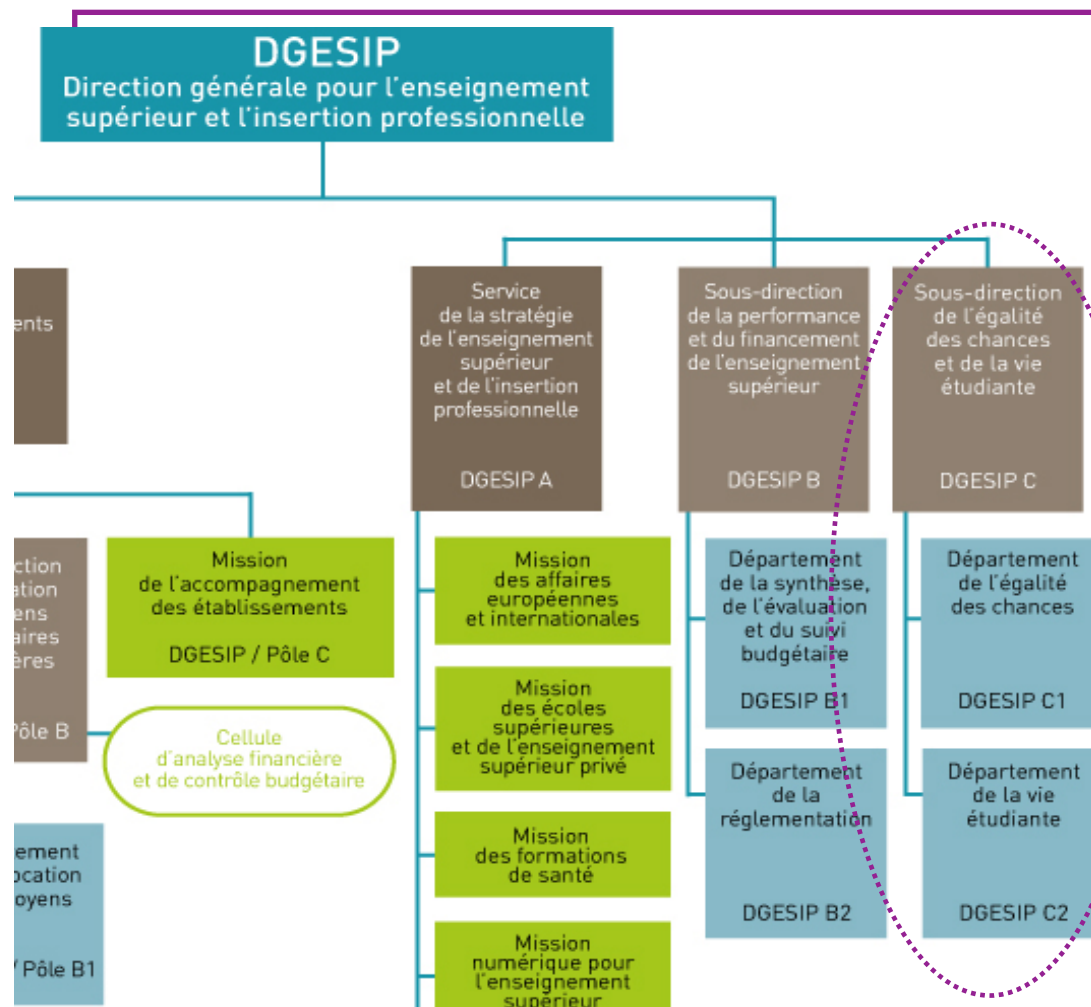 DGESIP
Direction générale pour l'enseignement
supérieur et l'insertion professionnelle
Service
de la stratégie
de l'enseignement
supérieur
et de l'insertion
professionnelle
DGESIP A
Sous-direction
de la performance
et du financement
de l'enseignement
supérieur
DGESIP B
Sous-direction
de l'égalité
des chances
et de la vie
étudiante
DGESIP C
Mission
de l'accompagnement
des établissements
DGESIP / Pôle C
Pôle B
Cellule
d'analyse financière
et de contrôle budgétaire
/ Pôle B1
Mission
des affaires
européennes
et internationales
Mission
des écoles
supérieures
et de l'enseignement
supérieur privé
Mission
des formations
de santé
Mission
numérique pour
l'enseignement
supérieur
Département
de la synthèse,
de l'évaluation
et du suivi
budgétaire
DGESIP B1
Département
de la
réglementation
DGESIP B2
Département
de l'égalité
des chances
DGESIP C1
Département
de la vie
étudiante
DGESIP C2